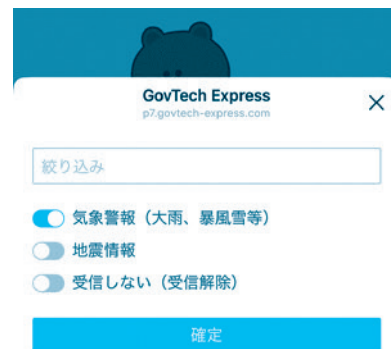 GovTech Express
p7.govtech-express.com
絞り込み
気象警報（大雨、暴風雪等）
地震情報
受信しない（受信解除）
確定